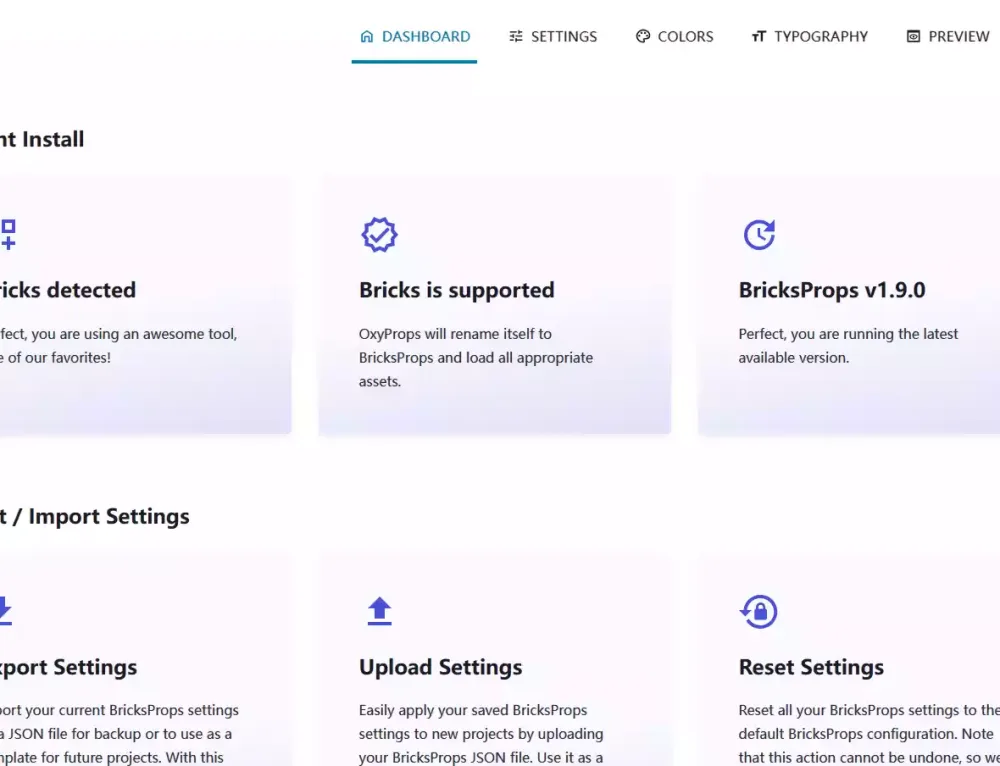 DASHBOARD SETTINGS COLORS TYPOGRAPHY PREVIEW
nt Install
ricks detected
fect, you are using an awesome tool,
e of our favorites!
Bricks is supported
OxyProps will rename itself to
BricksProps and load all appropriate
assets.
BricksProps v1.9.0
Perfect, you are running the latest
available version.
t / Import Settings
xport Settings
port your current BricksProps settings
a JSON file for backup or to use as a
mplate for future projects. With this
Upload Settings
Easily apply your saved BricksProps
settings to new projects by uploading
your BricksProps JSON file. Use it as a
Reset Settings
Reset all your BricksProps settings to the
default BricksProps configuration. Note
that this action cannot be undone, so we